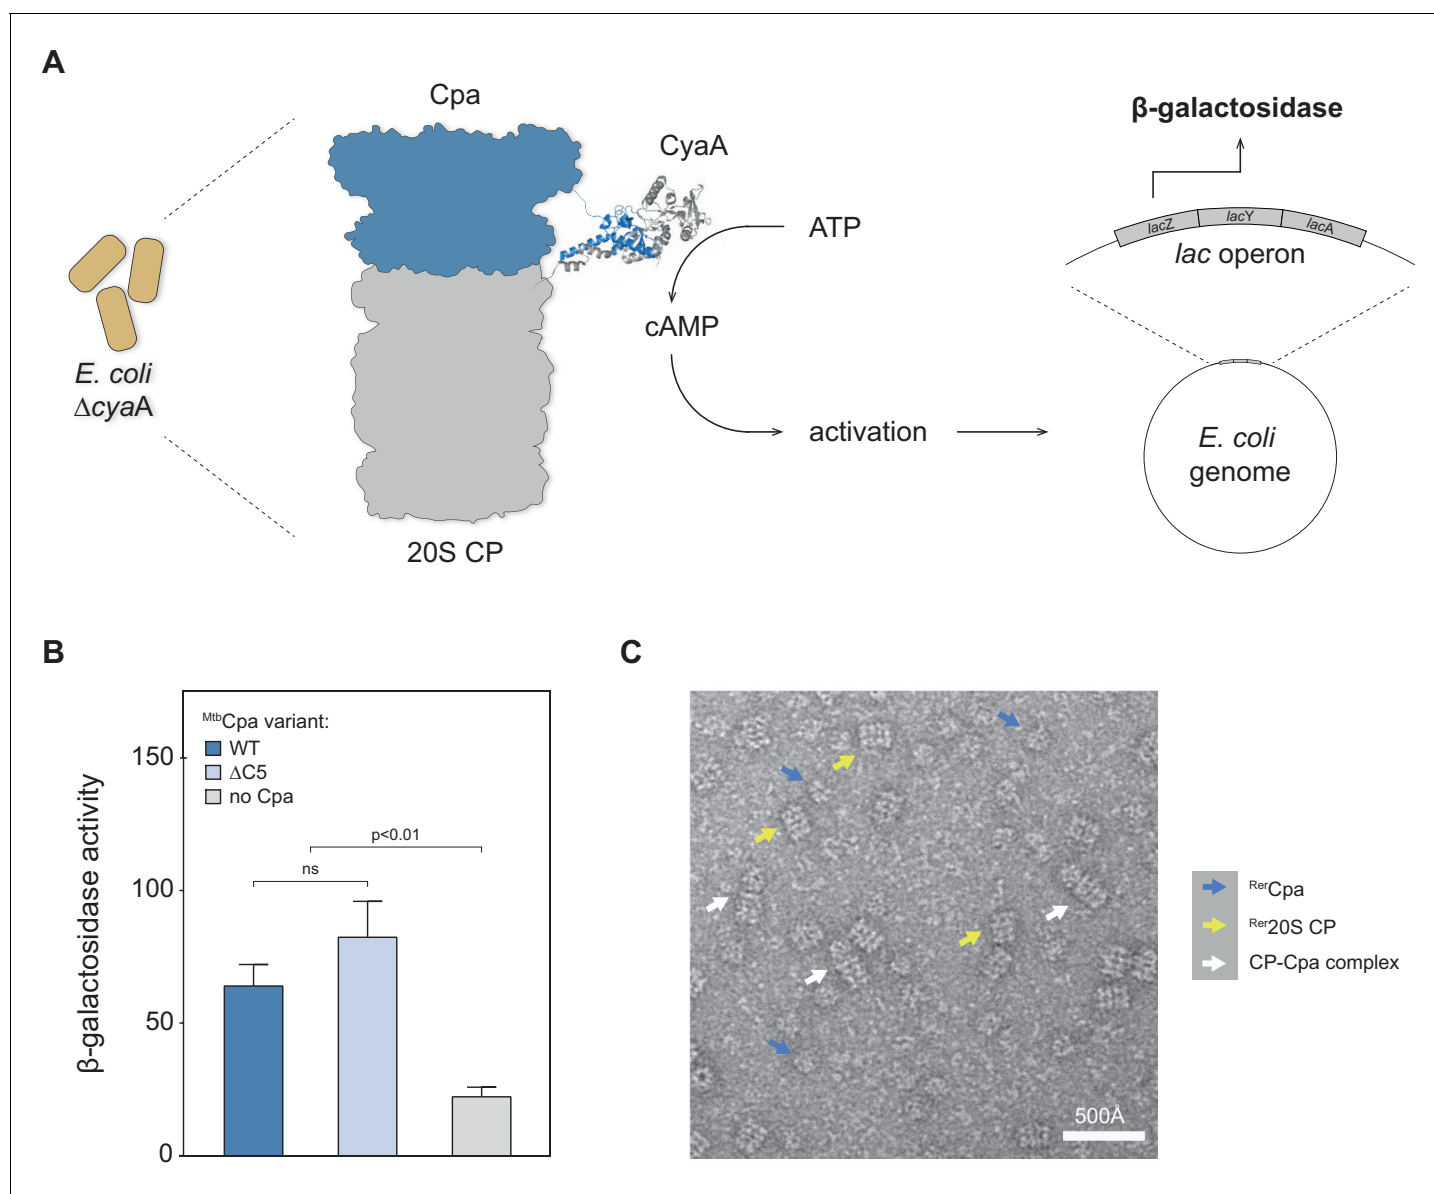 A
Cpa
CyaA
ATP
cAMP
activation
E. coli
ΔcyaA
20S CP
β-galactosidase
lacZ
lacY
lacA
lac operon
E. coli
genome
B
β-galactosidase activity
150
100
50
0
MtbCpa variant:
WT
ΔC5
no Cpa
p<0.01
ns
C
500Å
RerCpa
Rer20S CP
CP-Cpa complex